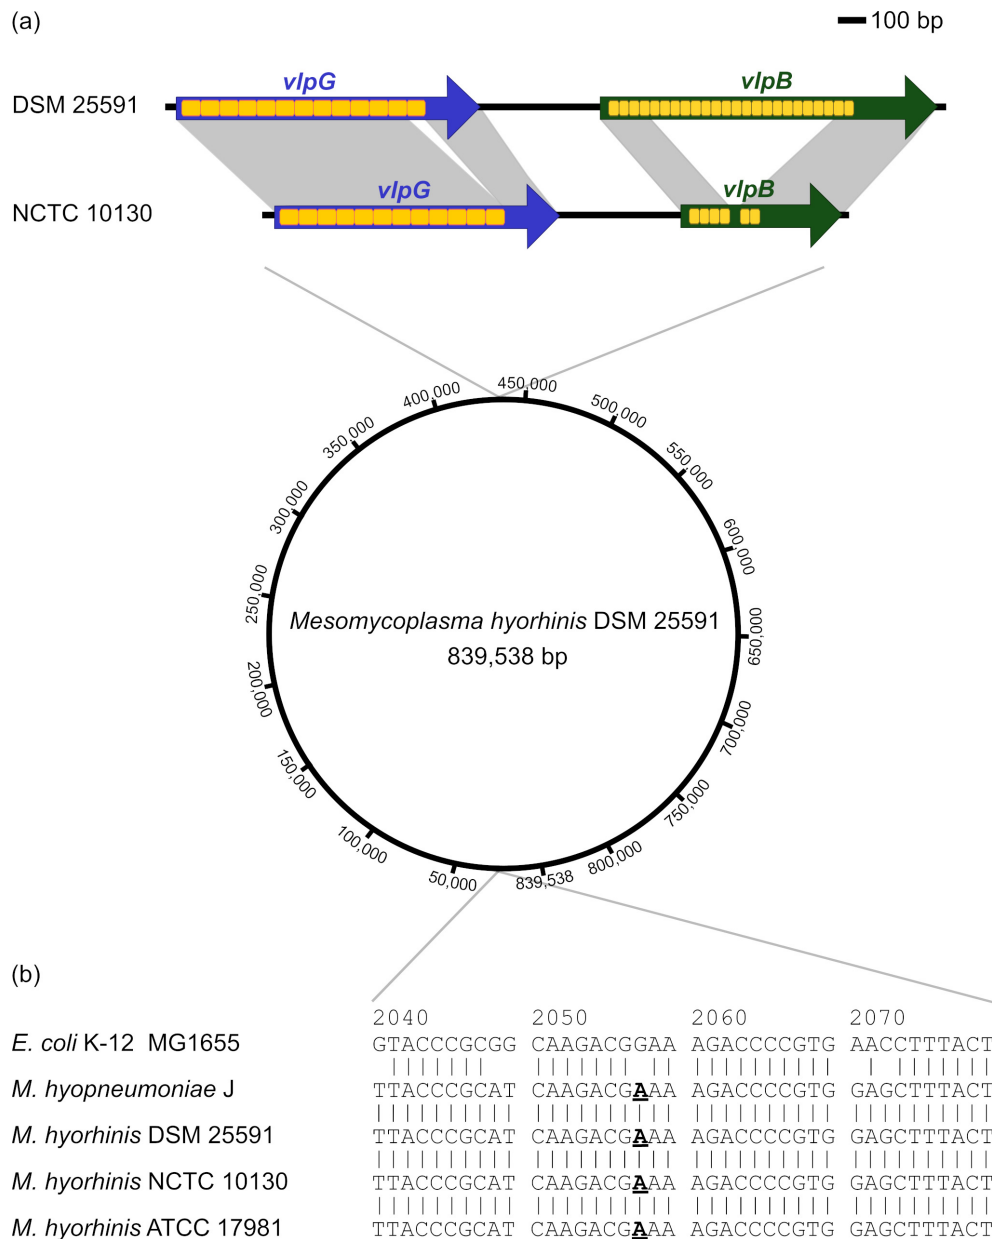 (a)
100 bp
vlpG vlpB
DSM 25591
vlpG vlpB
NCTC 10130
400,000
450,000
500,000
350,000
550,000
300,000
600,000
250,000
Mesomycoplasma hyorhinis DSM 25591
650,000
839,538 bp
200,000
700,000
150,000
750,000
100,000
800,000
50,000
839,538
(b)
2040 2050 2060 2070
E. coli K-12 MG1655 GTACCCGCGG CAAGACGGAA AGACCCCGTG AACCTTTACT
M. hyopneumoniae J TTACCCGCAT CAAGACGAAA AGACCCCGTG GAGCTTTACT
M. hyorhinis DSM 25591 TTACCCGCAT CAAGACGAAA AGACCCCGTG GAGCTTTACT
M. hyorhinis NCTC 10130 TTACCCGCAT CAAGACGAAA AGACCCCGTG GAGCTTTACT
M. hyorhinis ATCC 17981 TTACCCGCAT CAAGACGAAA AGACCCCGTG GAGCTTTACT